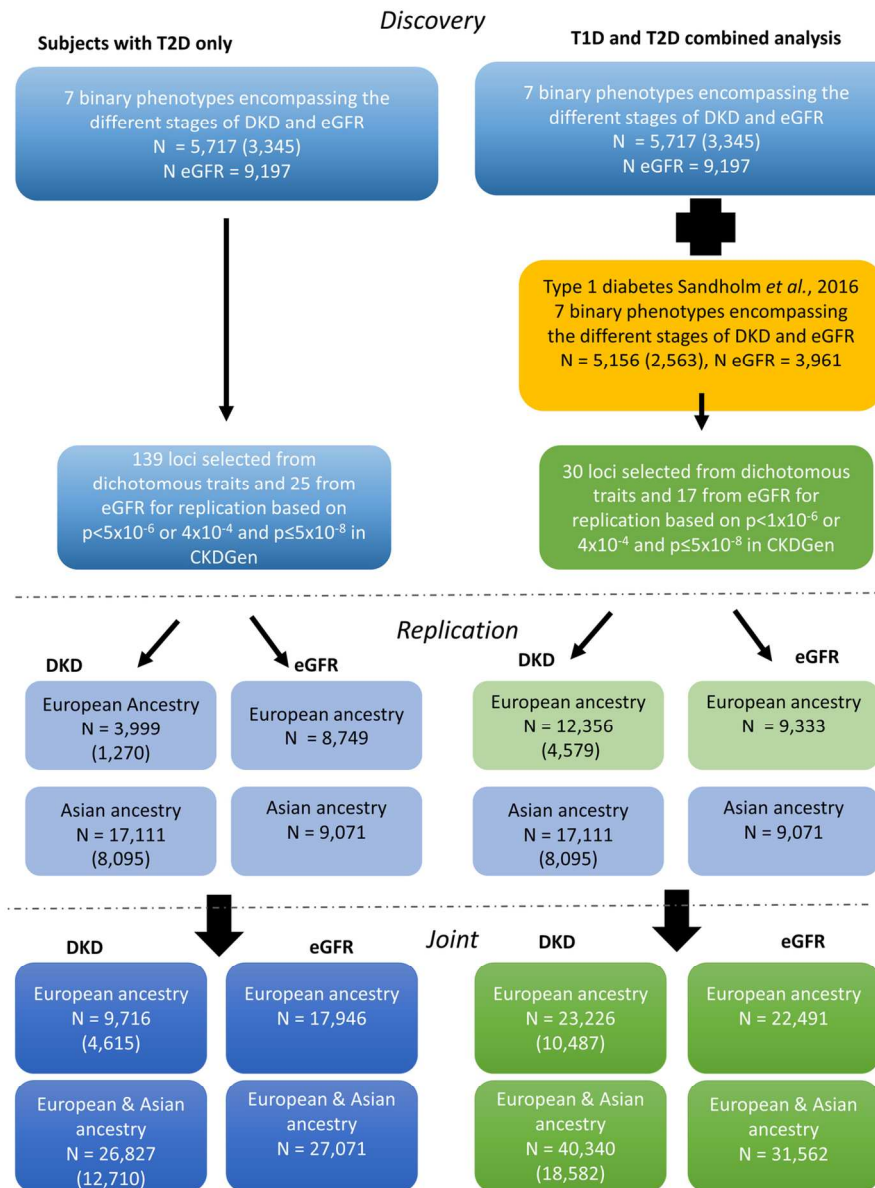 Discovery
Subjects with T2D only
T1D and T2D combined analysis
7 binary phenotypes encompassing the
different stages of DKD and eGFR
N = 5,717 (3,345)
N eGFR = 9,197
7 binary phenotypes encompassing the
different stages of DKD and eGFR
N = 5,717 (3,345)
N eGFR = 9,197
Type 1 diabetes Sandholm et al., 2016
7 binary phenotypes encompassing
the different stages of DKD and eGFR
N = 5,156 (2,563), N eGFR = 3,961
139 loci selected from
dichotomous traits and 25 from
eGFR for replication based on
p<5x10⁻⁶ or 4x10⁻⁴ and p≤5x10⁻⁸ in
CKDGen
30 loci selected from dichotomous
traits and 17 from eGFR for
replication based on p<1x10⁻⁶ or
4x10⁻⁴ and p≤5x10⁻⁸ in CKDGen
Replication
DKD
eGFR
DKD
eGFR
European Ancestry
N = 3,999
(1,270)
European ancestry
N = 8,749
European ancestry
N = 12,356
(4,579)
European ancestry
N = 9,333
Asian ancestry
N = 17,111
(8,095)
Asian ancestry
N = 9,071
Asian ancestry
N = 17,111
(8,095)
Asian ancestry
N = 9,071
Joint
DKD
eGFR
DKD
eGFR
European ancestry
N = 9,716
(4,615)
European ancestry
N = 17,946
European ancestry
N = 23,226
(10,487)
European ancestry
N = 22,491
European & Asian
ancestry
N = 26,827
(12,710)
European & Asian
ancestry
N = 27,071
European & Asian
ancestry
N = 40,340
(18,582)
European & Asian
ancestry
N = 31,562